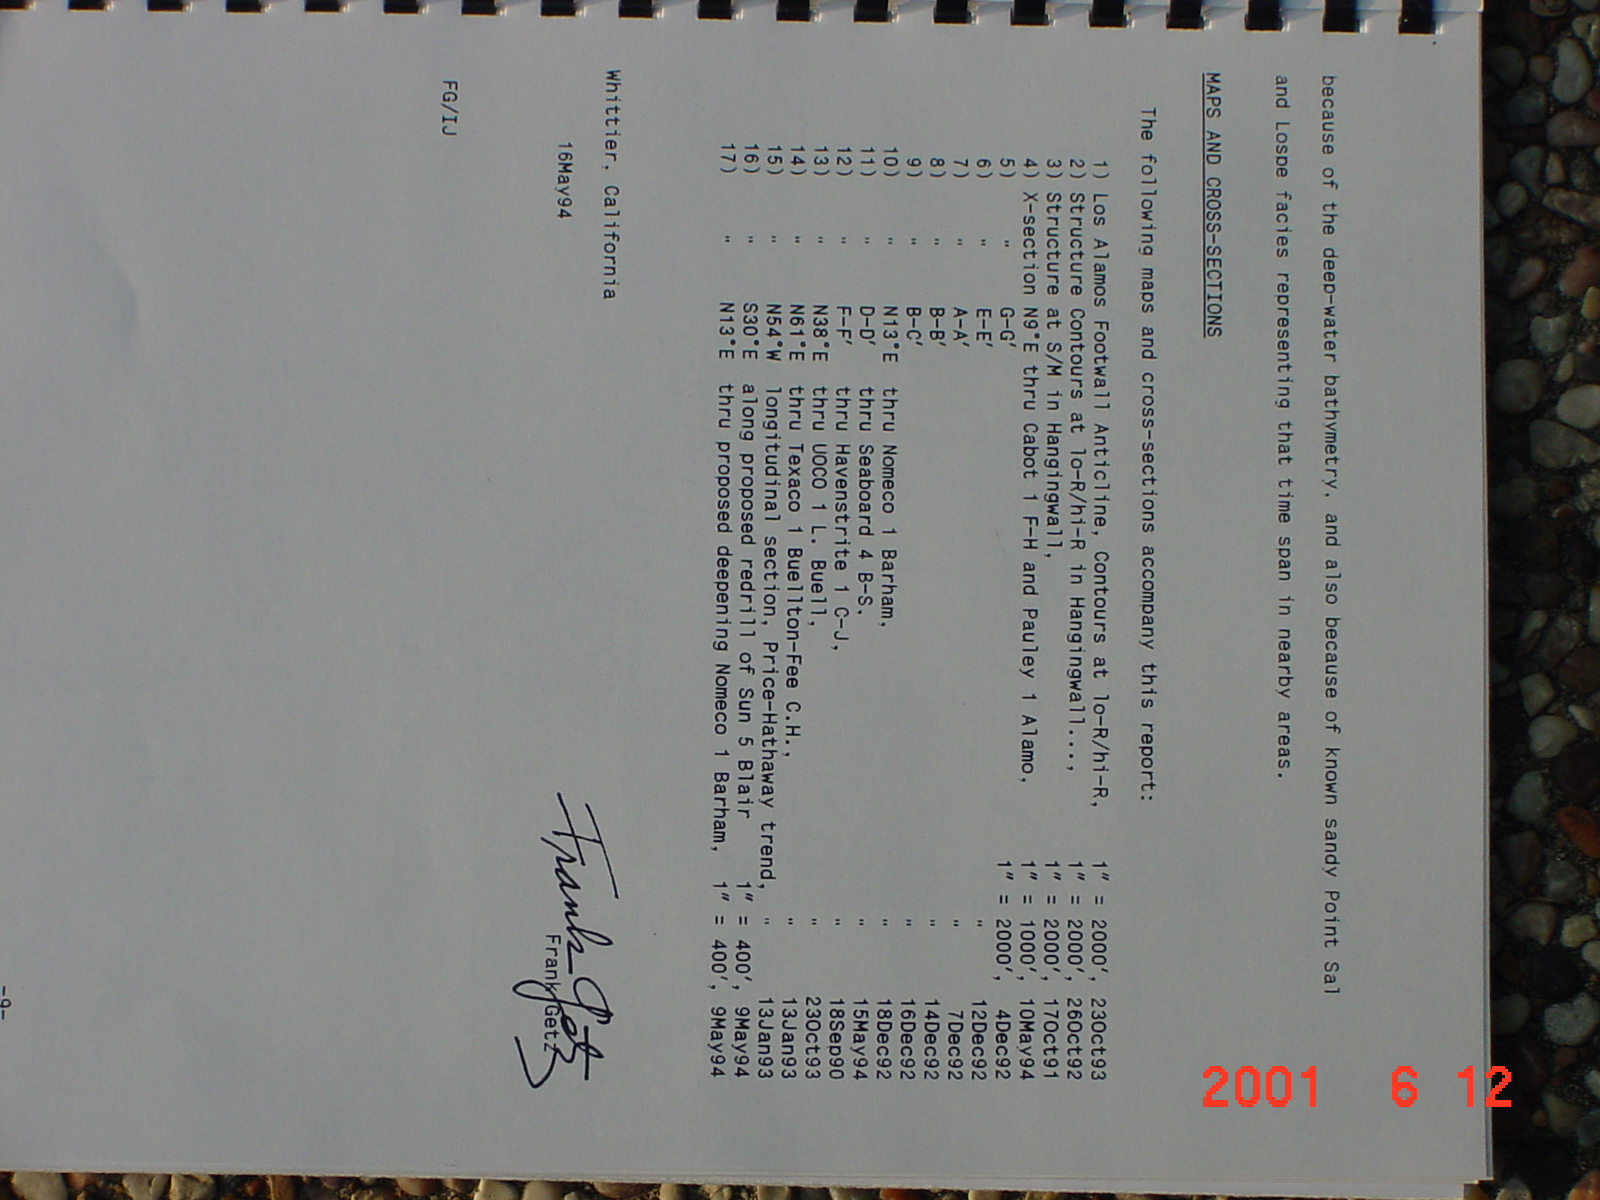 because of the deep-water bathymetry, and also because of known sandy Point Sal
and Lospe facies representing that time span in nearby areas.
MAPS AND CROSS-SECTIONS
The following maps and cross-sections accompany this report:
1) Los Alamos Footwall Anticline, Contours at lo-R/hi-R, 1" = 2000', 23Oct93
2) Structure Contours at lo-R/hi-R in Hangingwall..., 1" = 2000', 26Oct92
3) Structure at S/M in Hangingwall, 1" = 2000', 17Oct91
4) X-section N9°E thru Cabot 1 F-H and Pauley 1 Alamo, 1" = 1000', 10May94
5) " G-G' 1" = 2000', 4Dec92
6) " E-E' " 12Dec92
7) " A-A' " 7Dec92
8) " B-B' " 14Dec92
9) " B-C' " 16Dec92
10) " N13°E thru Nomeco 1 Barham, " 18Dec92
11) " D-D' thru Seaboard 4 B-S, " 15May94
12) " F-F' thru Havenstrite 1 C-J, " 18Sep90
13) " N38°E thru UOCO 1 L. Buell, " 23Oct93
14) " N61°E thru Texaco 1 Buellton-Fee C.H., " 13Jan93
15) " N54°W longitudinal section, Price-Hathaway trend, " 13Jan93
16) " S30°E along proposed redrill of Sun 5 Blair 1" = 400', 9May94
17) " N13°E thru proposed deepening Nomeco 1 Barham, 1" = 400', 9May94
Whittier, California
16May94
Frank Getz
Frank Getz
FG/IJ
-9-
2001 6 12